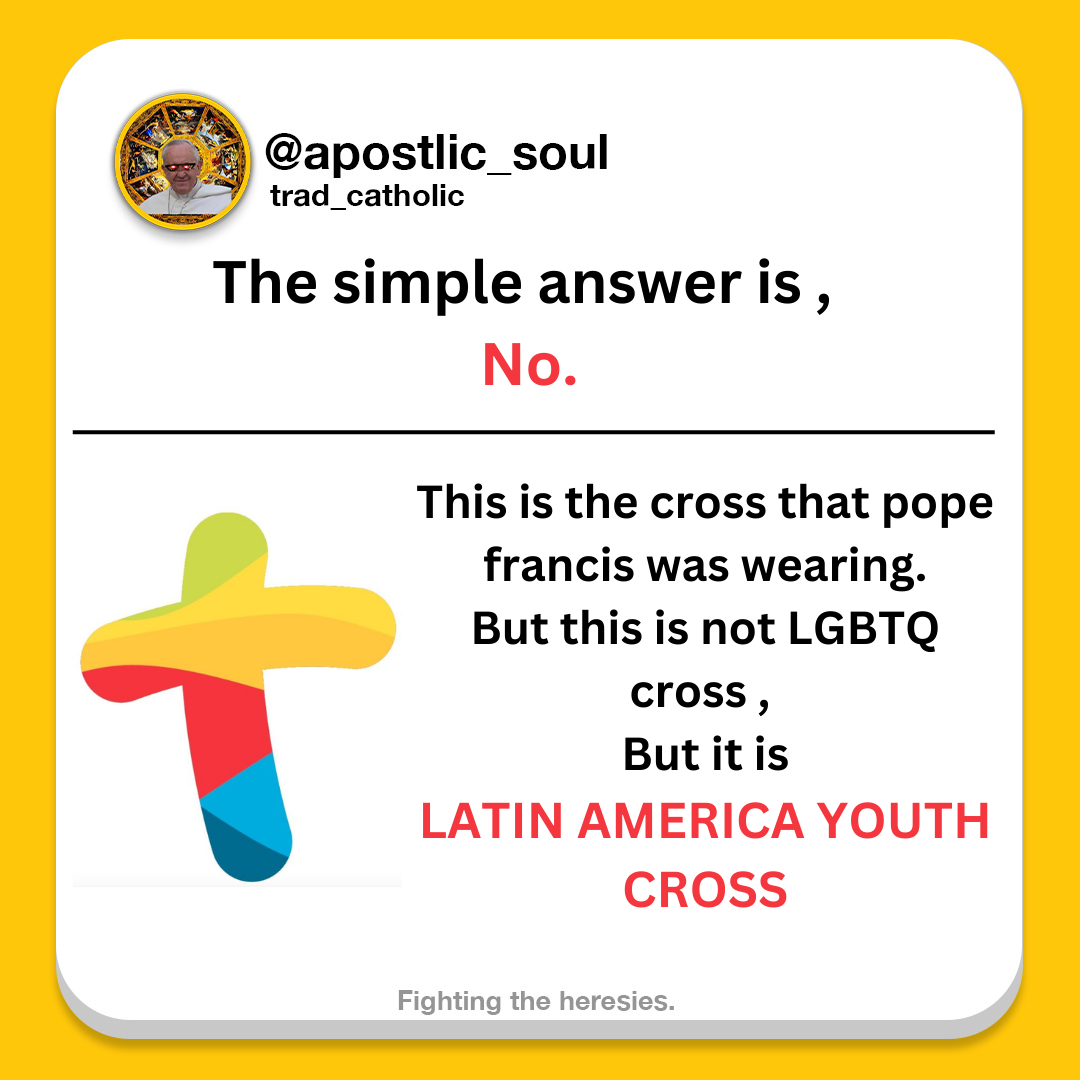 @apostlic_soul
trad_catholic
The simple answer is ,
No.
This is the cross that pope
francis was wearing.
But this is not LGBTQ
cross ,
But it is
LATIN AMERICA YOUTH
CROSS
Fighting the heresies.